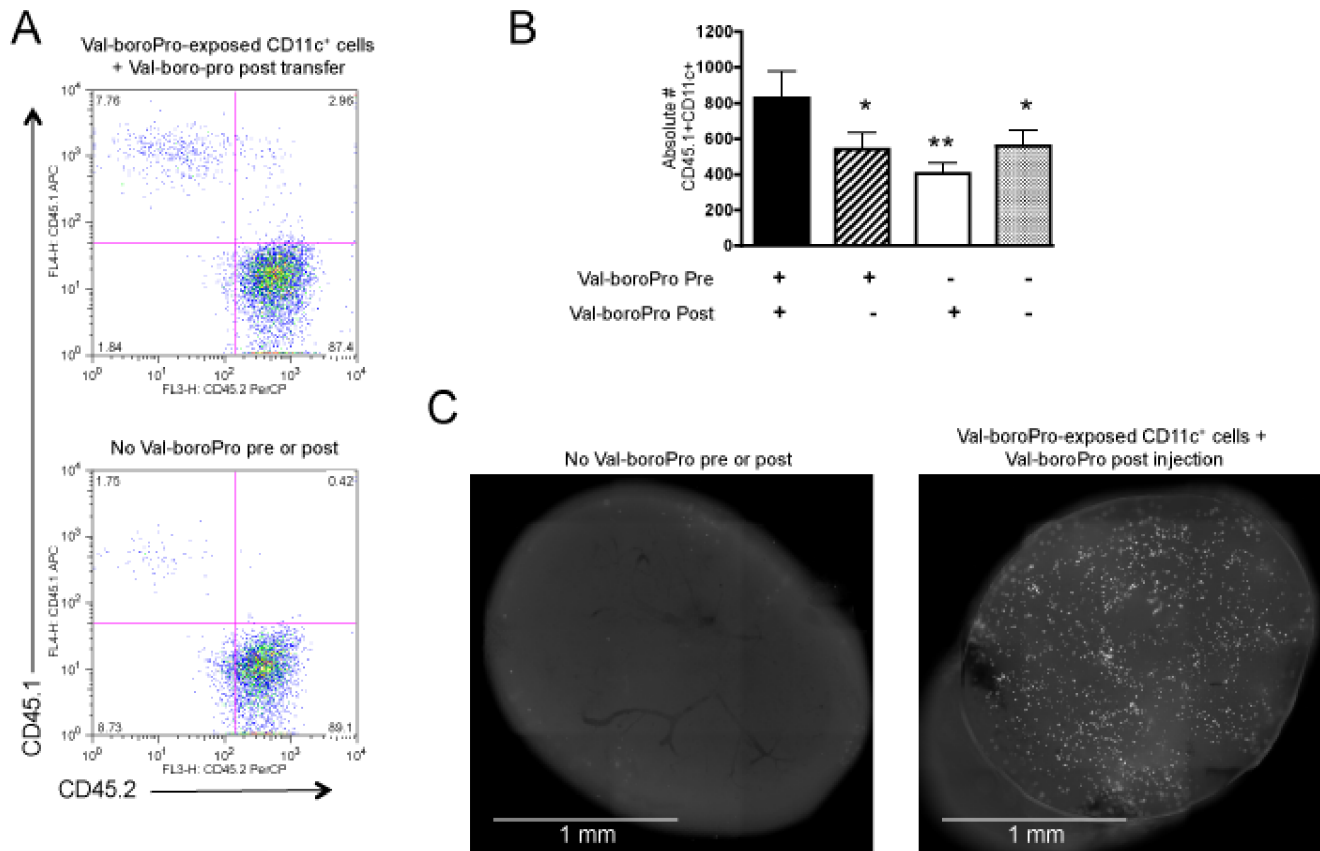 A
Val-boroPro-exposed CD11c⁺ cells
+ Val-boro-pro post transfer
10⁴
10³
10²
10¹
10⁰
7.76
2.96
1.84
87.4
FL4-H: CD45.1 APC
10⁰
10¹
10²
10³
10⁴
FL3-H: CD45.2 PerCP
No Val-boroPro pre or post
10⁴
10³
10²
10¹
10⁰
1.75
0.42
8.73
89.1
FL4-H: CD45.1 APC
10⁰
10¹
10²
10³
10⁴
FL3-H: CD45.2 PerCP
CD45.1
CD45.2
B
1200
1000
800
600
400
200
0
Absolute #
CD45.1+CD11c+
*
**
*
Val-boroPro Pre + + - -
Val-boroPro Post + - + -
C
No Val-boroPro pre or post
1 mm
Val-boroPro-exposed CD11c⁺ cells +
Val-boroPro post injection
1 mm